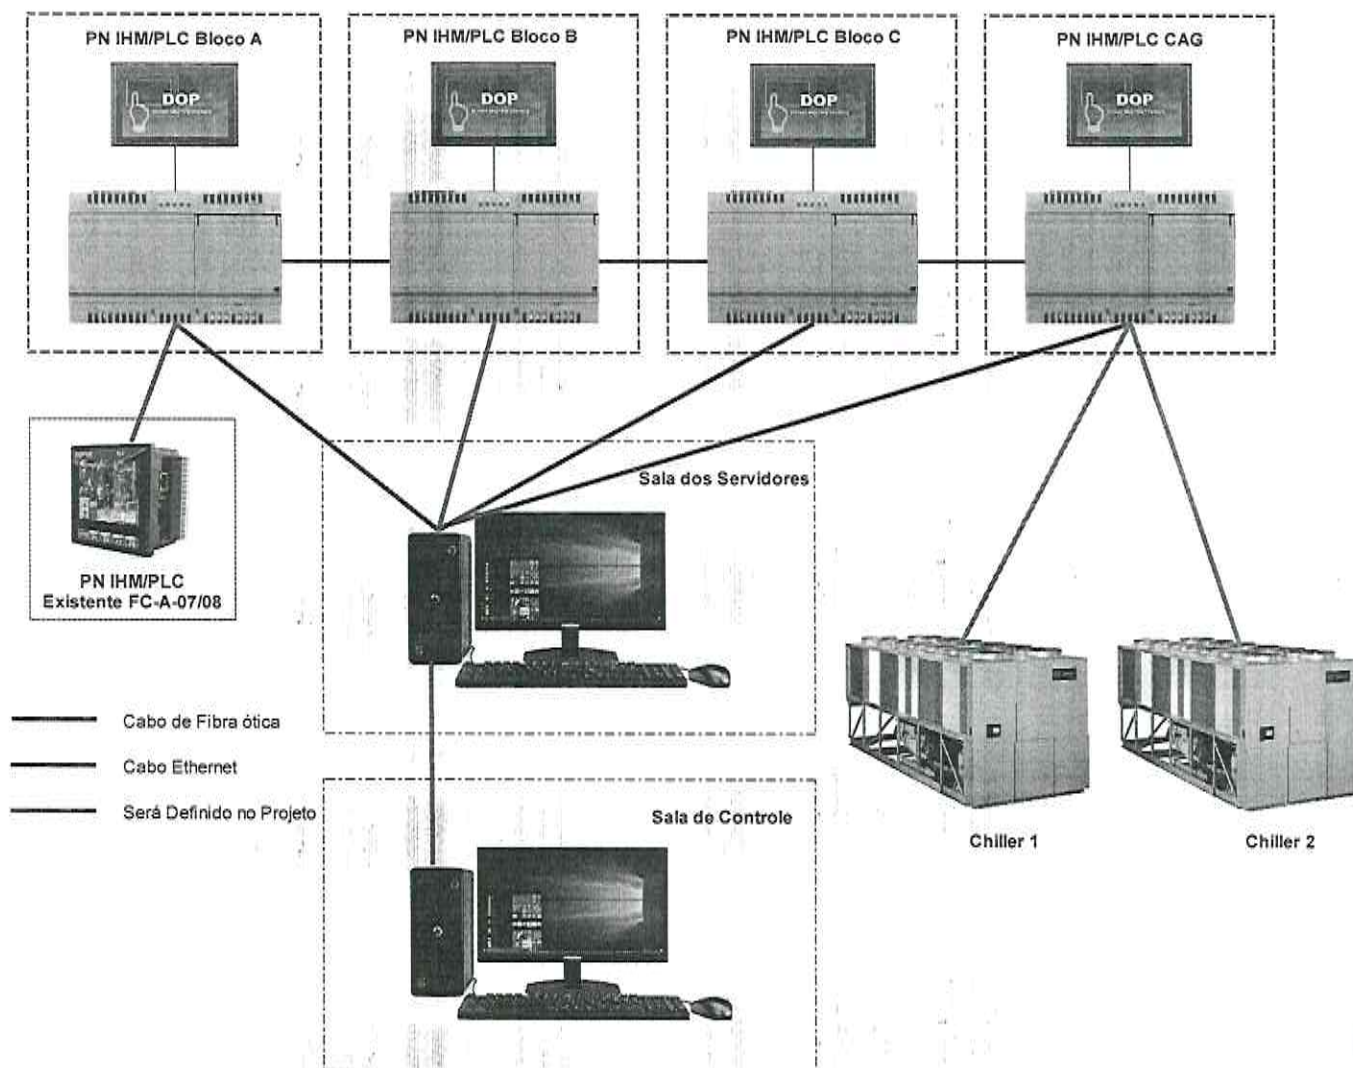 PN IHM/PLC Bloco A
PN IHM/PLC Bloco B
PN IHM/PLC Bloco C
PN IHM/PLC CAG
DOP
DOP
DOP
DOP
PN IHM/PLC
Existente FC-A-07/08
Sala dos Servidores
Cabo de Fibra ótica
Cabo Ethernet
Será Definido no Projeto
Sala de Controle
Chiller 1
Chiller 2